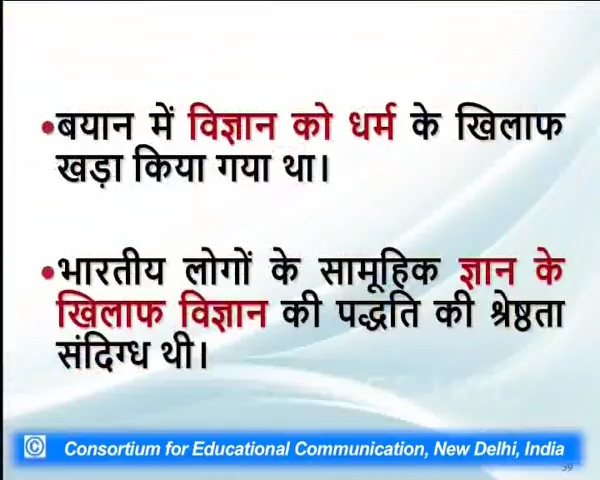 •बयान में विज्ञान को धर्म के खिलाफ
खड़ा किया गया था।
•भारतीय लोगों के सामूहिक ज्ञान के
खिलाफ विज्ञान की पद्धति की श्रेष्ठता
संदिग्ध थी।
© Consortium for Educational Communication, New Delhi, India
39